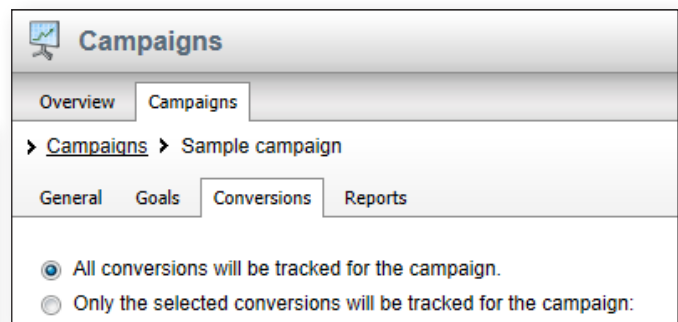 Campaigns
Overview Campaigns
Campaigns Sample campaign
General Goals Conversions Reports
All conversions will be tracked for the campaign.
Only the selected conversions will be tracked for the campaign: